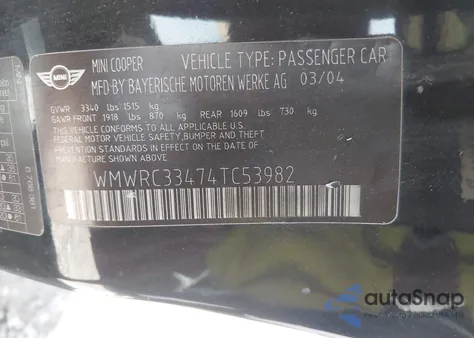 MINI
MINI COOPER
VEHICLE TYPE: PASSENGER CAR
MFD BY BAYERISCHE MOTOREN WERKE AG 03/04
GVWR 3340 lbs 1515 kg
GAWR FRONT 1918 lbs 870 kg REAR 1609 lbs 730 kg
THIS VEHICLE CONFORMS TO ALL APPLICABLE U.S.
FEDERAL MOTOR VEHICLE SAFETY BUMPER AND THEFT
PREVENTION STANDARDS IN EFFECT ON THE DATE OF
MANUFACTURE SHOWN ABOVE.
WMWRC33474TC53982
autoSnap